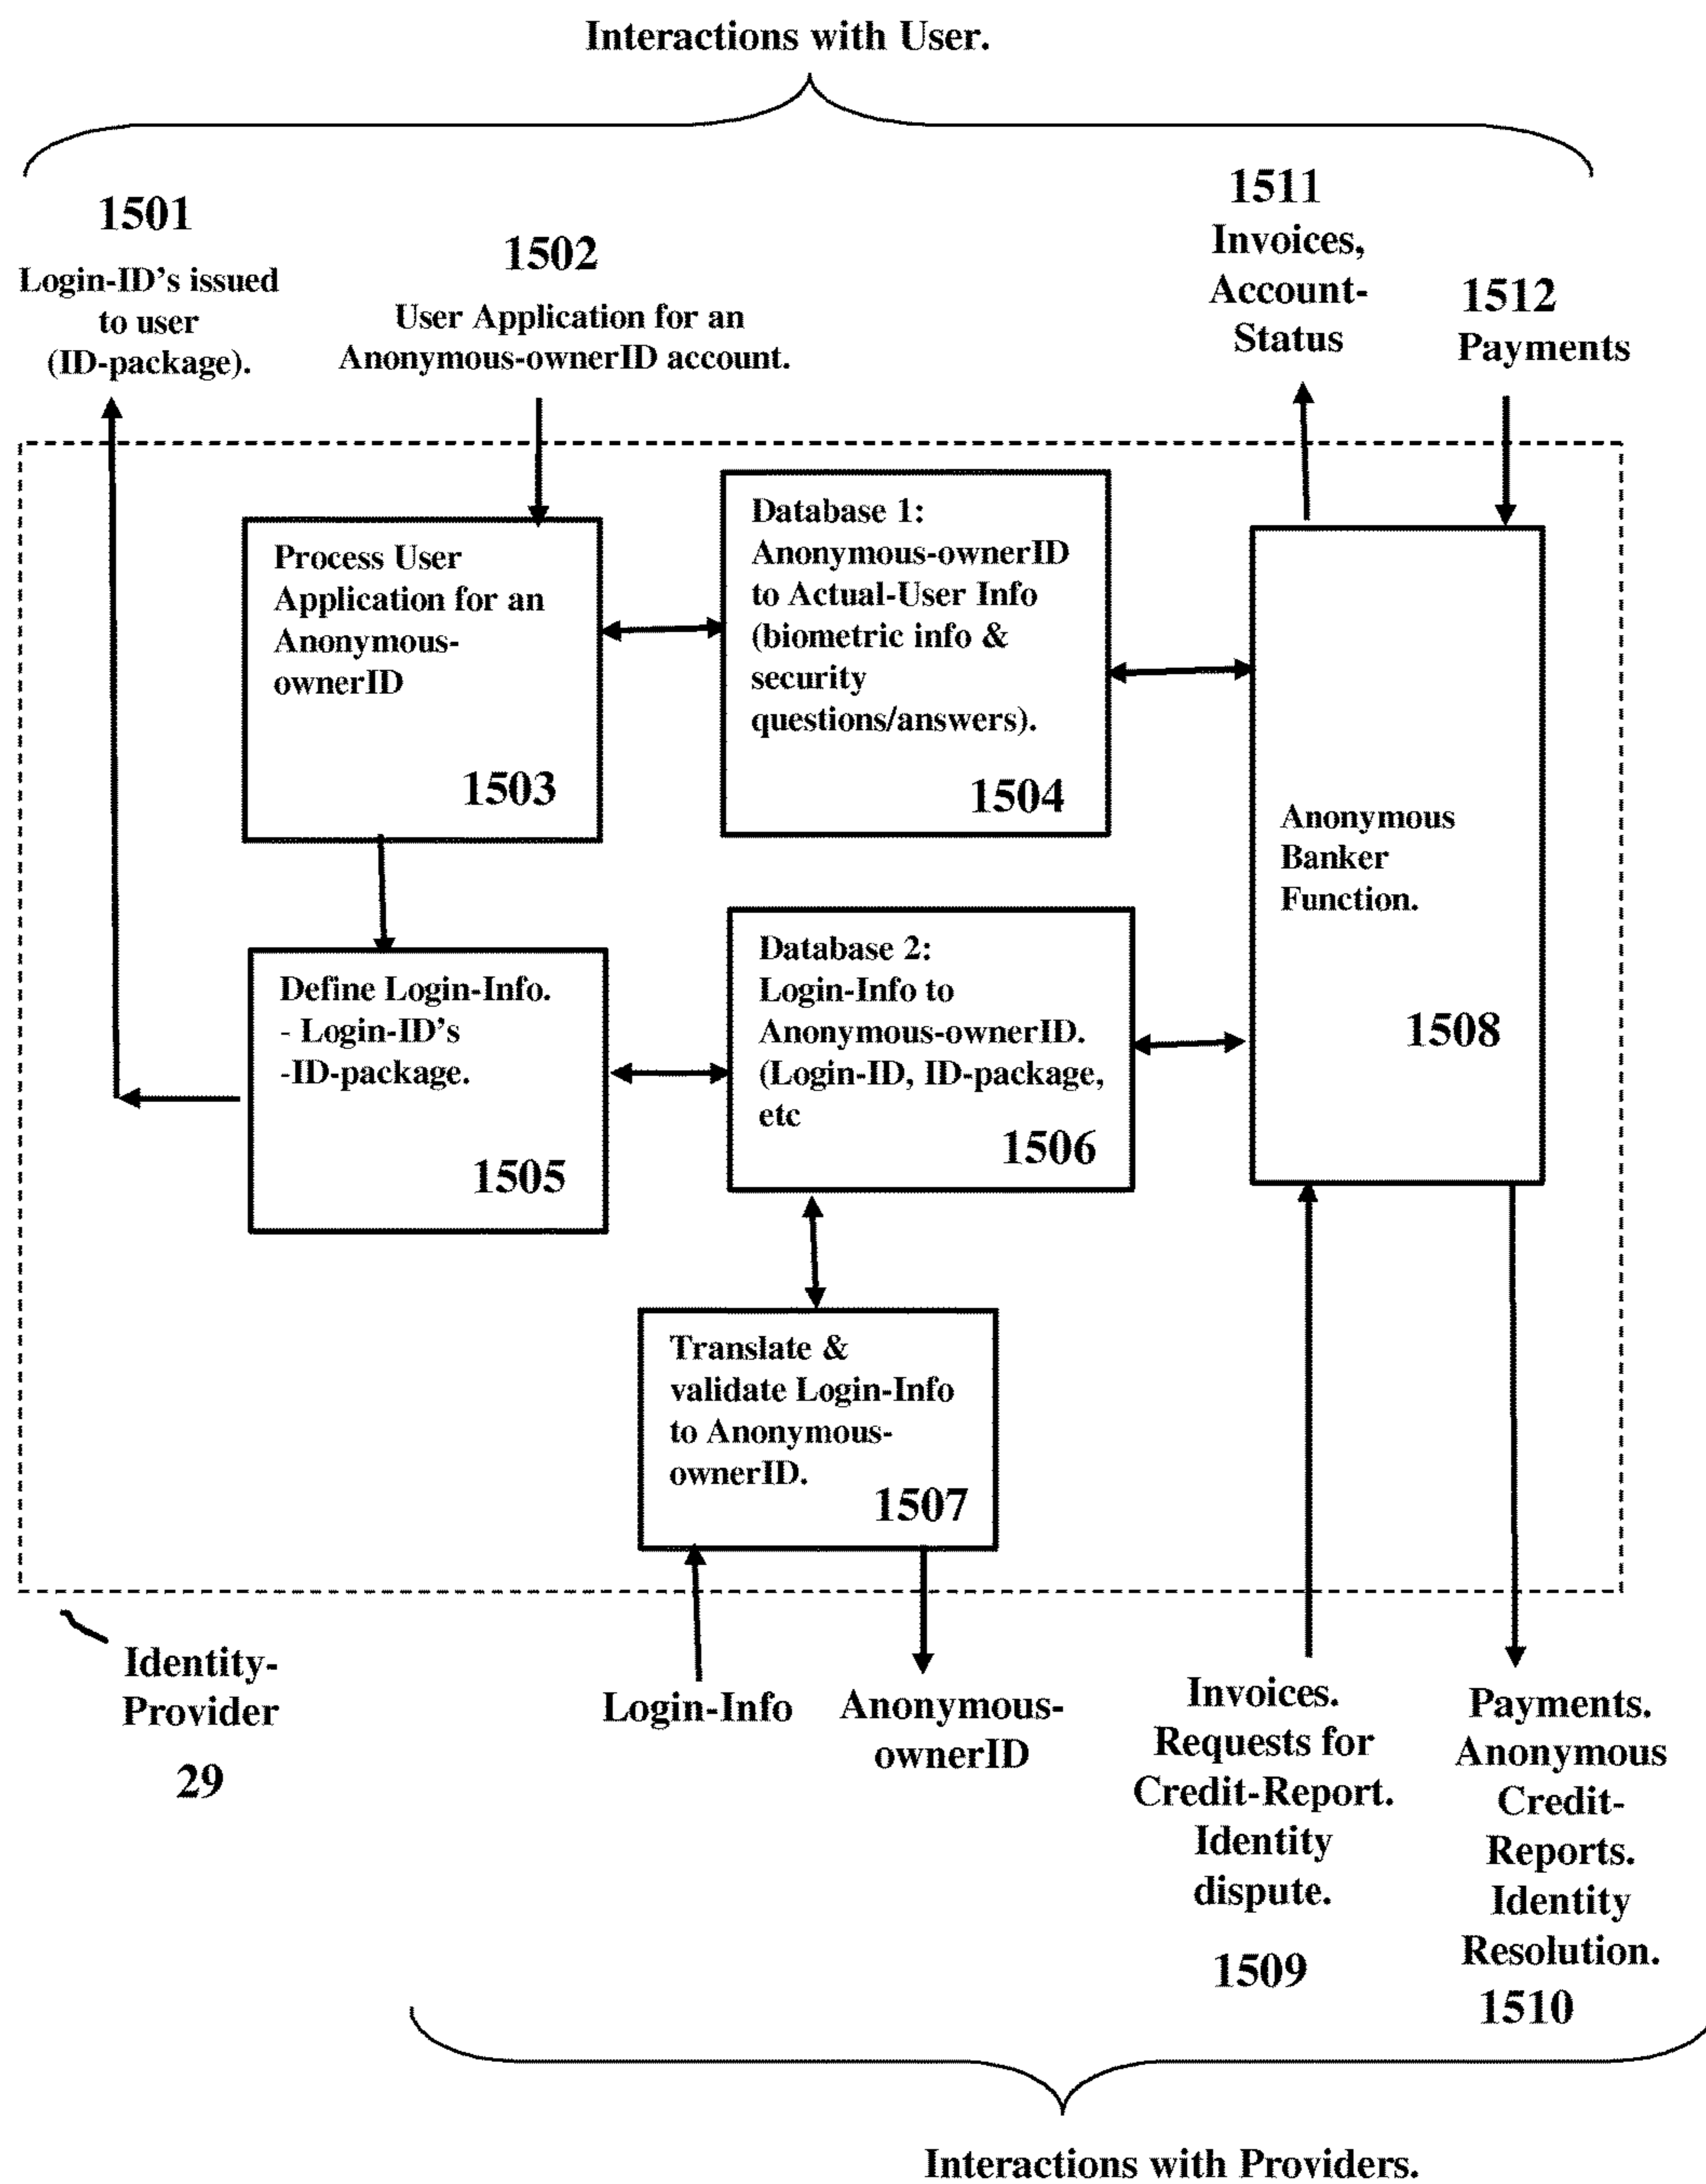 Interactions with User.
1501
Login-ID's issued
to user
(ID-package).
1502
User Application for an
Anonymous-ownerID account.
1511
Invoices,
Account-
Status
1512
Payments
Process User
Application for an
Anonymous-
ownerID
1503
Database 1:
Anonymous-ownerID
to Actual-User Info
(biometric info &
security
questions/answers).
1504
Anonymous
Banker
Function.
1508
Define Login-Info.
- Login-ID's
-ID-package.
1505
Database 2:
Login-Info to
Anonymous-ownerID.
(Login-ID, ID-package,
etc
1506
Translate &
validate Login-Info
to Anonymous-
ownerID.
1507
Identity-
Provider
29
Login-Info
Anonymous-
ownerID
Invoices.
Requests for
Credit-Report.
Identity
dispute.
1509
Payments.
Anonymous
Credit-
Reports.
Identity
Resolution.
1510
Interactions with Providers.